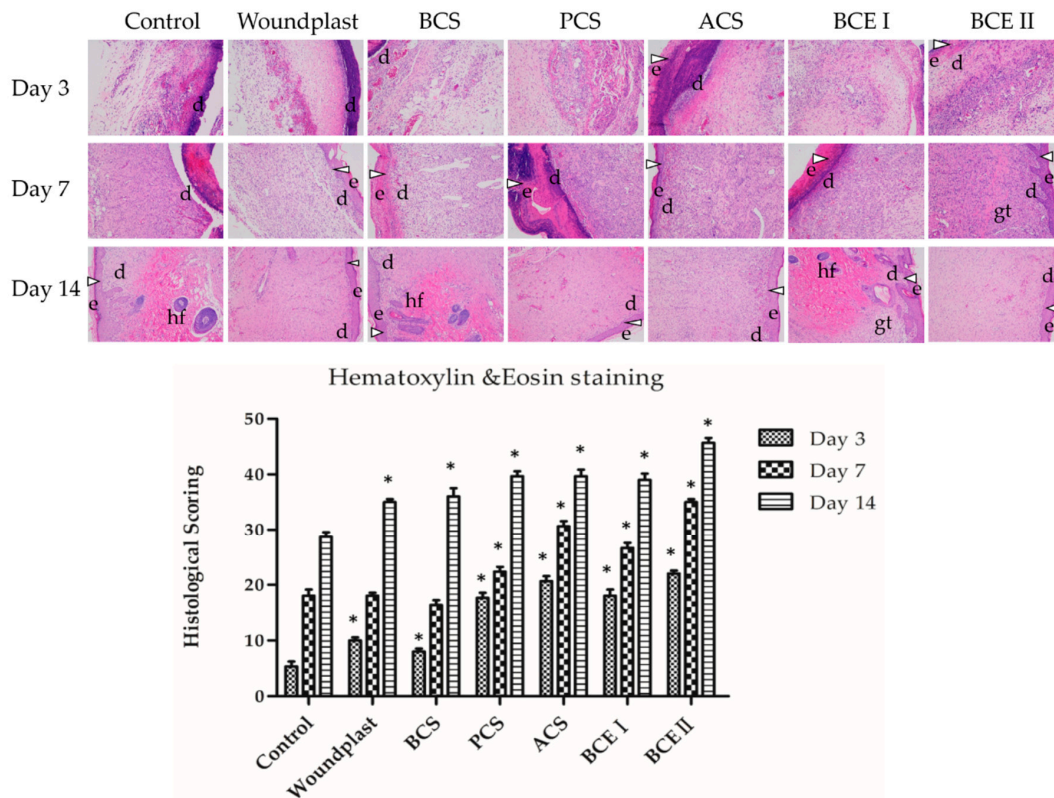 Control Woundplast BCS PCS ACS BCE I BCE II
Day 3
d d d d e d e d
Day 7
d e d e d e e d e d e d gt
Day 14
e d hf e d e d hf e d e d hf d e gt d e
Hematoxylin &Eosin staining
Histological Scoring
50
40
30
20
10
0
* * * * * * * * * * * * * *
Day 3
Day 7
Day 14
Control
Woundplast
BCS
PCS
ACS
BCE I
BCE II